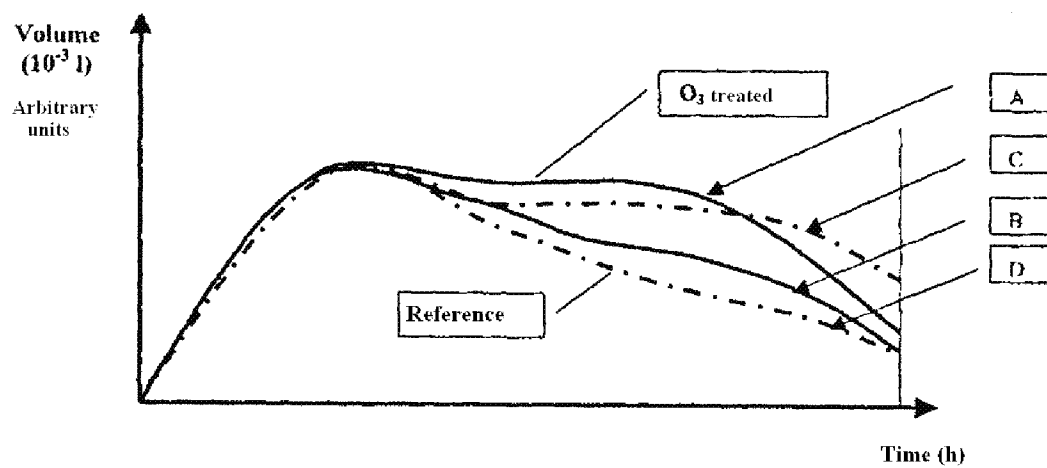 Volume
(10⁻³ l)
Arbitrary
units
O₃ treated
A
C
B
D
Reference
Time (h)